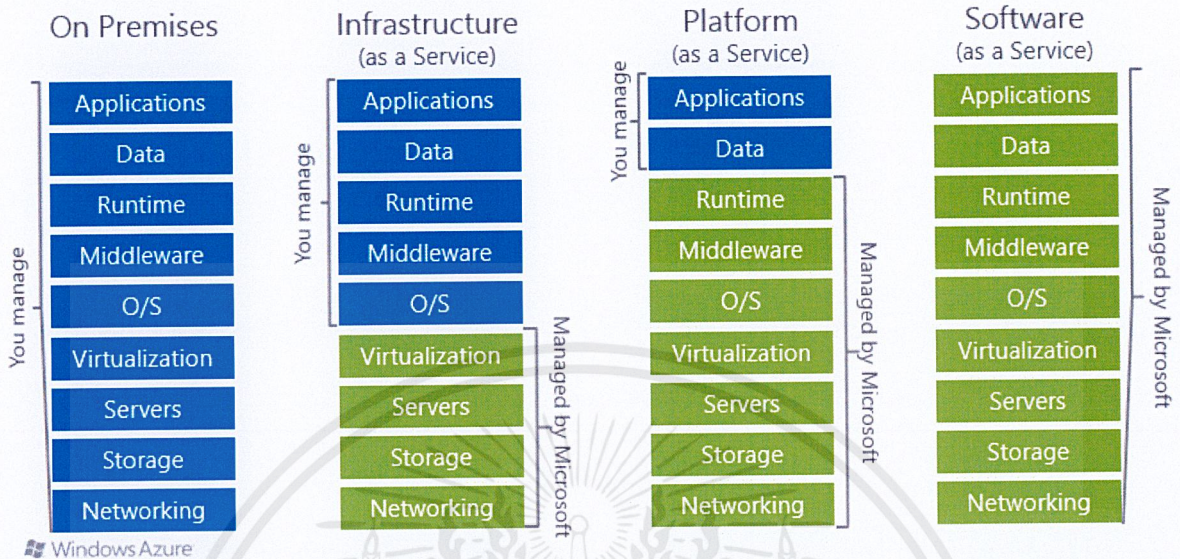 On Premises
You manage
Applications
Data
Runtime
Middleware
O/S
Virtualization
Servers
Storage
Networking
Infrastructure
(as a Service)
You manage
Applications
Data
Runtime
Middleware
O/S
Virtualization
Servers
Storage
Networking
Managed by Microsoft
Platform
(as a Service)
You manage
Applications
Data
Runtime
Middleware
O/S
Virtualization
Servers
Storage
Networking
Managed by Microsoft
Software
(as a Service)
Applications
Data
Runtime
Middleware
O/S
Virtualization
Servers
Storage
Networking
Managed by Microsoft
Windows Azure